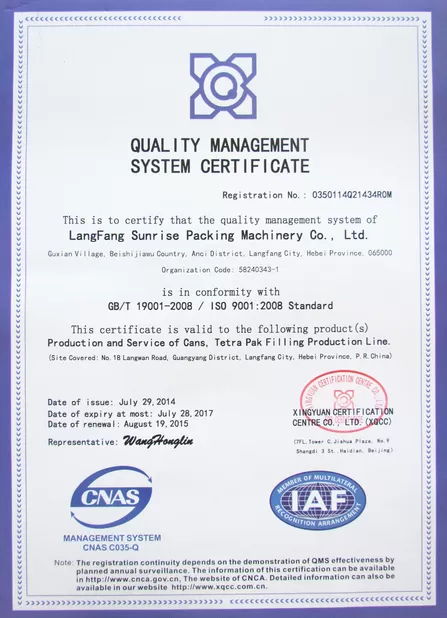 QUALITY MANAGEMENT
SYSTEM CERTIFICATE
Registration No.: 0350114Q21434R0M
This is to certify that the quality management system of
LangFang Sunrise Packing Machinery Co., Ltd.
Guxian Village, Beishijiawu Country, Anci District, Langfang City, Hebei Province, 065000
Organization Code: 58240343-1
is in conformity with
GB/T 19001-2008 / ISO 9001:2008 Standard
This certificate is valid to the following product(s)
Production and Service of Cans, Tetra Pak Filling Production Line.
(Site Covered: No.18 Langwan Road, Guangyang District, Langfang City, Hebei Province, P.R.China)
Date of issue: July 29,2014
Date of expiry at most: July 28,2017
Date of renewal: August 19,2015
Representative: WangHonglin
XINGYUAN CERTIFICATION CENTRE CO., LTD.
XINGYUAN CERTIFICATION
CENTRE CO., LTD. (XQCC)
(7FL.Tower C,Jiahua Plaza, No.9
Shangdi 3 St.,Haidian, Beijing)
CNAS
MANAGEMENT SYSTEM
CNAS C035-Q
MEMBER OF MULTILATERAL
IAF
RECOGNITION ARRANGEMENT
Note: The registration continuity depends on the demonstration of QMS effectiveness by
planned annual surveillance. The information of this certification can be available
in http://www.cnca.gov.cn, The website of CNCA. Detailed information can also be
available in our website http://www.xqcc.com.cn.